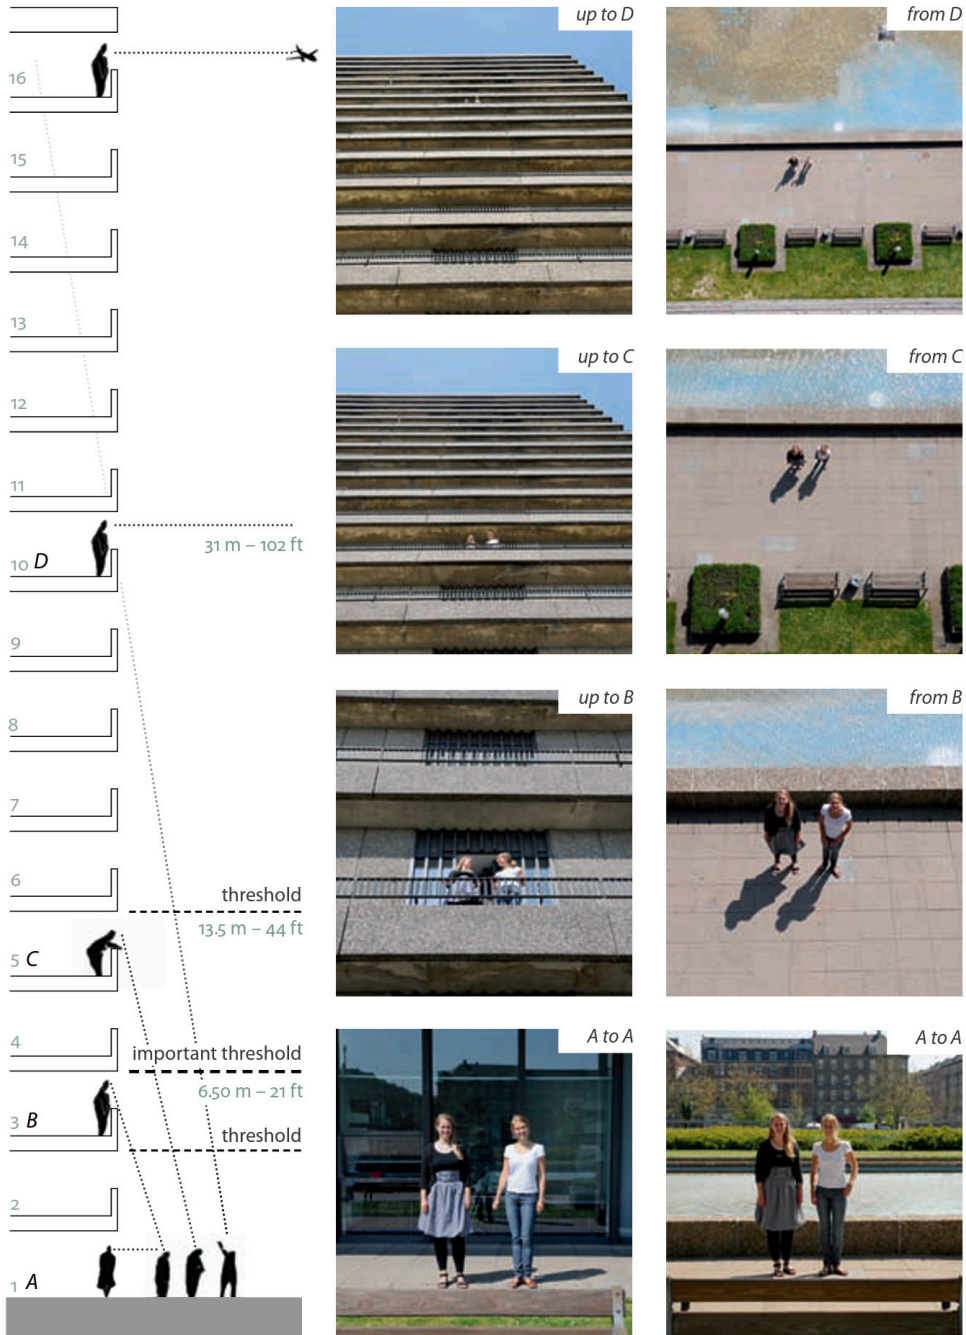 up to D
from D
16
15
14
13
12
11
31 m – 102 ft
10 D
9
8
7
6
threshold
13.5 m – 44 ft
5 C
4
important threshold
6.50 m – 21 ft
3 B
threshold
2
1 A
up to C
from C
up to B
from B
A to A
A to A